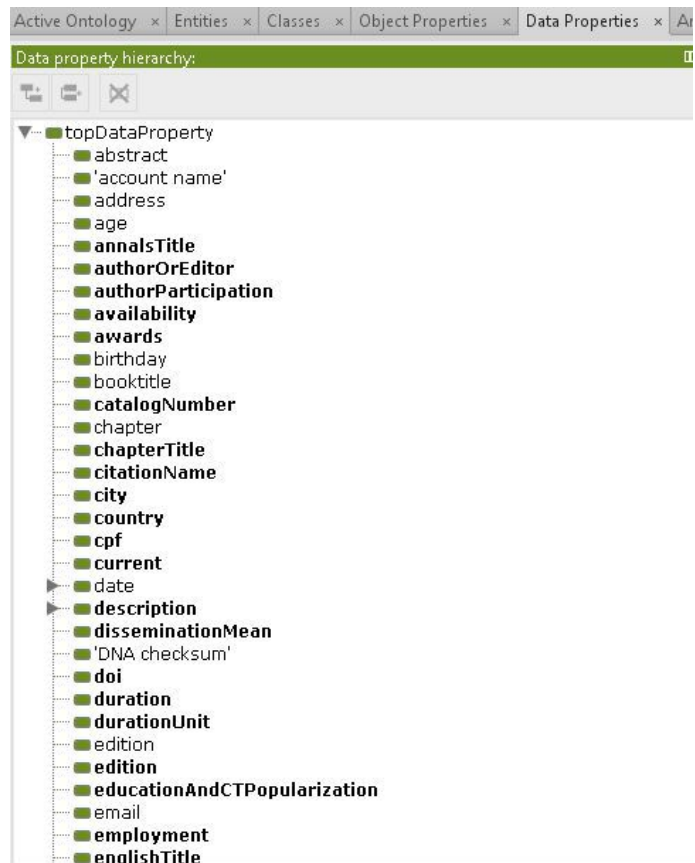 Active Ontology × Entities × Classes × Object Properties × Data Properties × An
Data property hierarchy:
topDataProperty
abstract
'account name'
address
age
annalsTitle
authorOrEditor
authorParticipation
availability
awards
birthday
booktitle
catalogNumber
chapter
chapterTitle
citationName
city
country
cpf
current
date
description
disseminationMean
'DNA checksum'
doi
duration
durationUnit
edition
edition
educationAndCTPopularization
email
employment
englishTitle